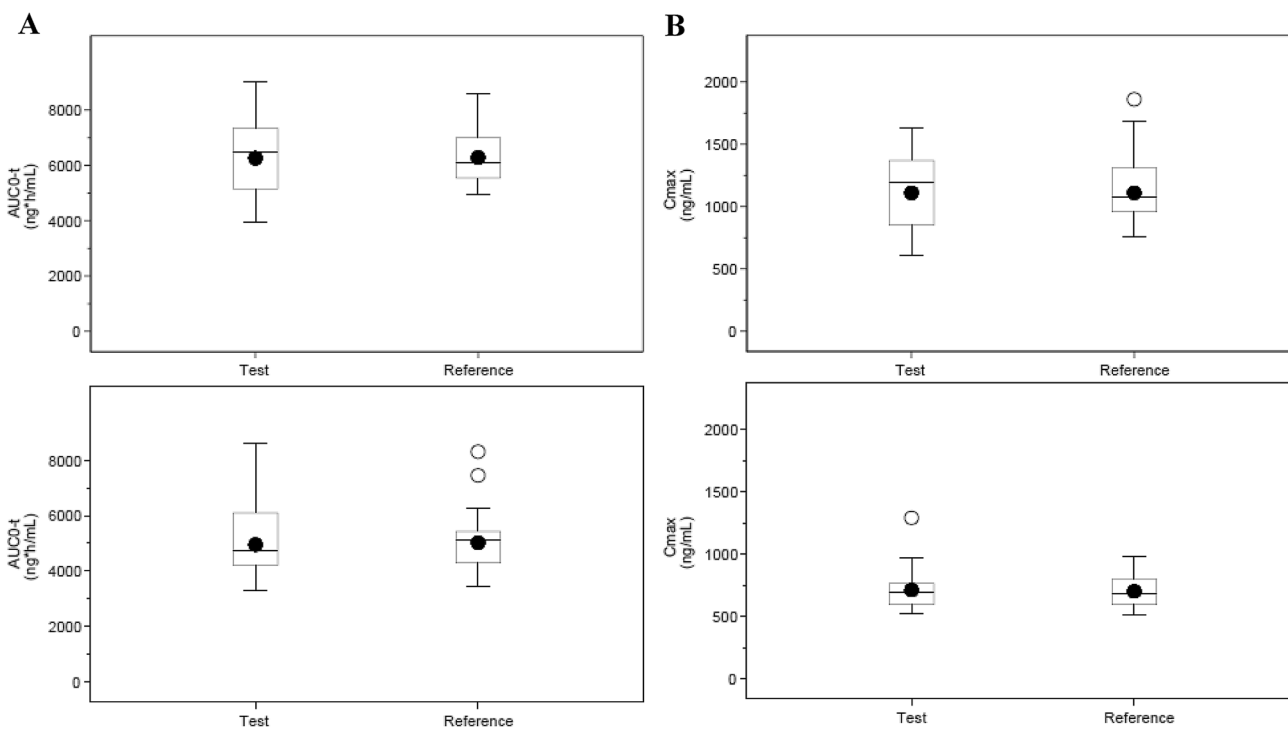 A
8000
6000
4000
2000
0
AUC0-t
(ng*h/mL)
Test Reference
B
2000
1500
1000
500
0
Cmax
(ng/mL)
Test Reference
8000
6000
4000
2000
0
AUC0-t
(ng*h/mL)
Test Reference
2000
1500
1000
500
0
Cmax
(ng/mL)
Test Reference